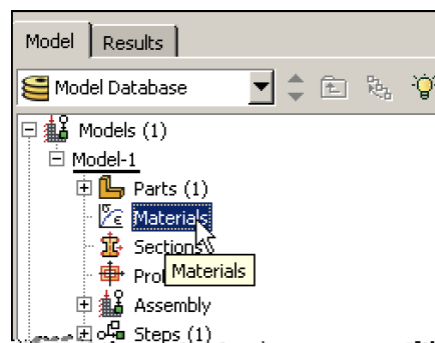 Model Results
Model Database
Models (1)
Model-1
Parts (1)
Materials
Sections
Materials
Assembly
Steps (1)